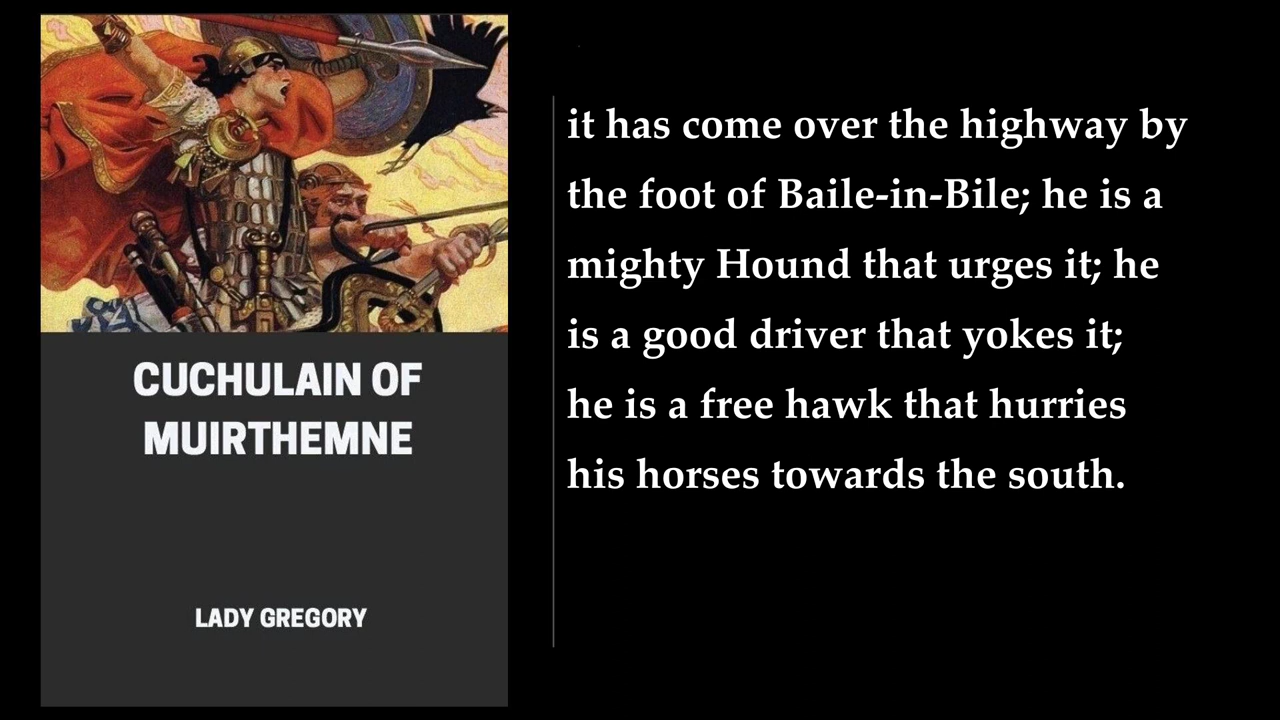 CUCHULAIN OF
MUIRTHEMNE
LADY GREGORY
it has come over the highway by
the foot of Baile-in-Bile; he is a
mighty Hound that urges it; he
is a good driver that yokes it;
he is a free hawk that hurries
his horses towards the south.